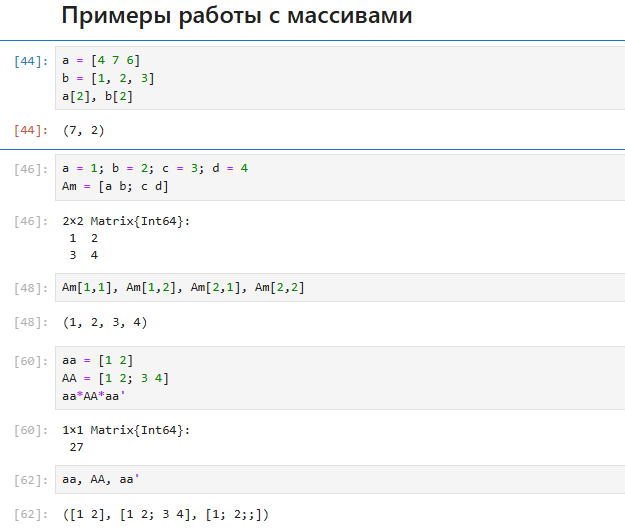 Примеры работы с массивами
[44]: a = [4 7 6]
b = [1, 2, 3]
a[2], b[2]
[44]: (7, 2)
[46]: a = 1; b = 2; c = 3; d = 4
Am = [a b; c d]
[46]: 2×2 Matrix{Int64}:
1 2
3 4
[48]: Am[1,1], Am[1,2], Am[2,1], Am[2,2]
[48]: (1, 2, 3, 4)
[60]: aa = [1 2]
AA = [1 2; 3 4]
aa*AA*aa'
[60]: 1×1 Matrix{Int64}:
27
[62]: aa, AA, aa'
[62]: ([1 2], [1 2; 3 4], [1; 2;;])